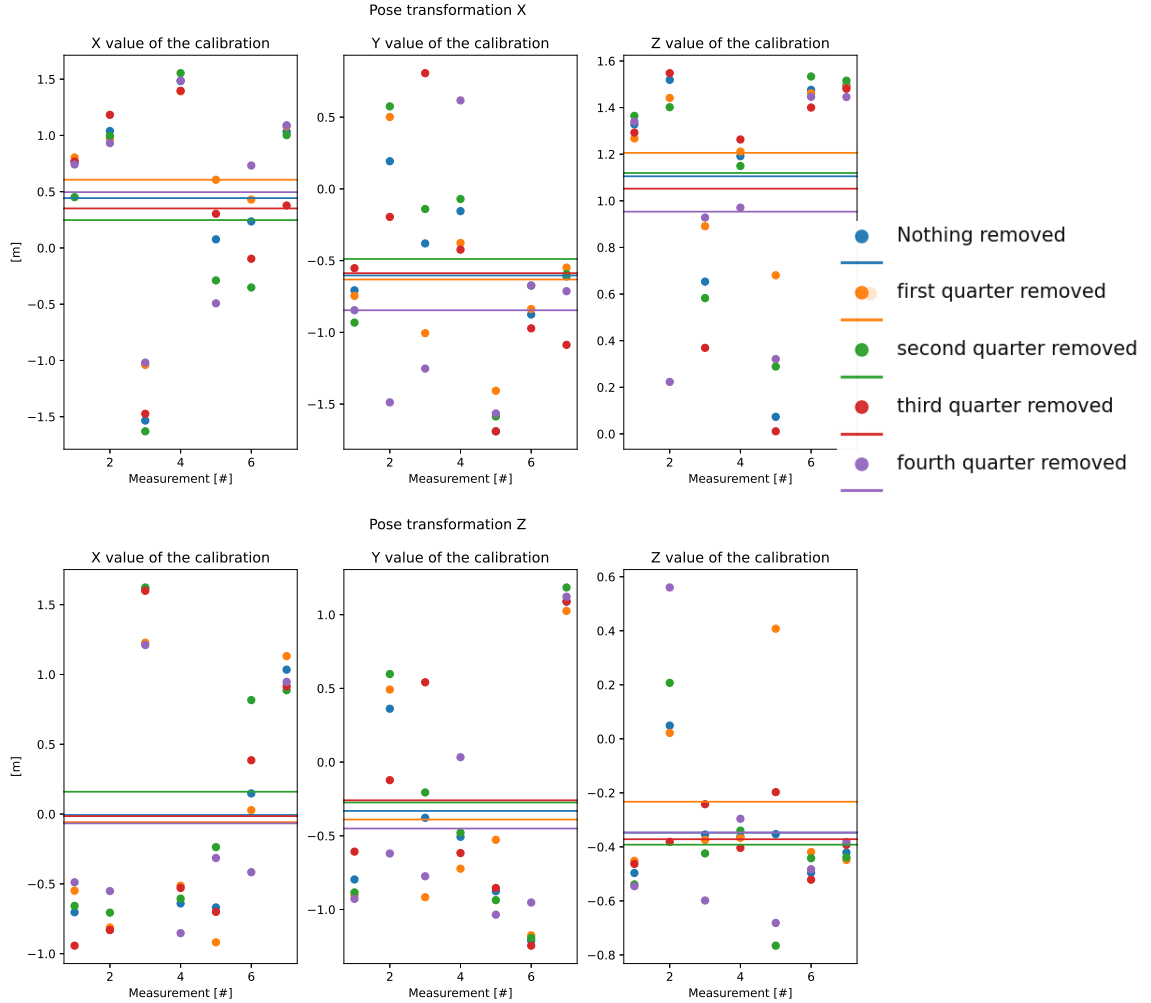 Pose transformation X
X value of the calibration
Y value of the calibration
Z value of the calibration
[m]
1.5
1.0
0.5
0.0
−0.5
−1.0
−1.5
2
4
6
Measurement [#]
0.5
0.0
−0.5
−1.0
−1.5
2
4
6
Measurement [#]
1.6
1.4
1.2
1.0
0.8
0.6
0.4
0.2
0.0
2
4
6
Measurement [#]
Nothing removed
first quarter removed
second quarter removed
third quarter removed
fourth quarter removed
Pose transformation Z
X value of the calibration
Y value of the calibration
Z value of the calibration
[m]
1.5
1.0
0.5
0.0
−0.5
−1.0
2
4
6
Measurement [#]
1.0
0.5
0.0
−0.5
−1.0
2
4
6
Measurement [#]
0.6
0.4
0.2
0.0
−0.2
−0.4
−0.6
−0.8
2
4
6
Measurement [#]